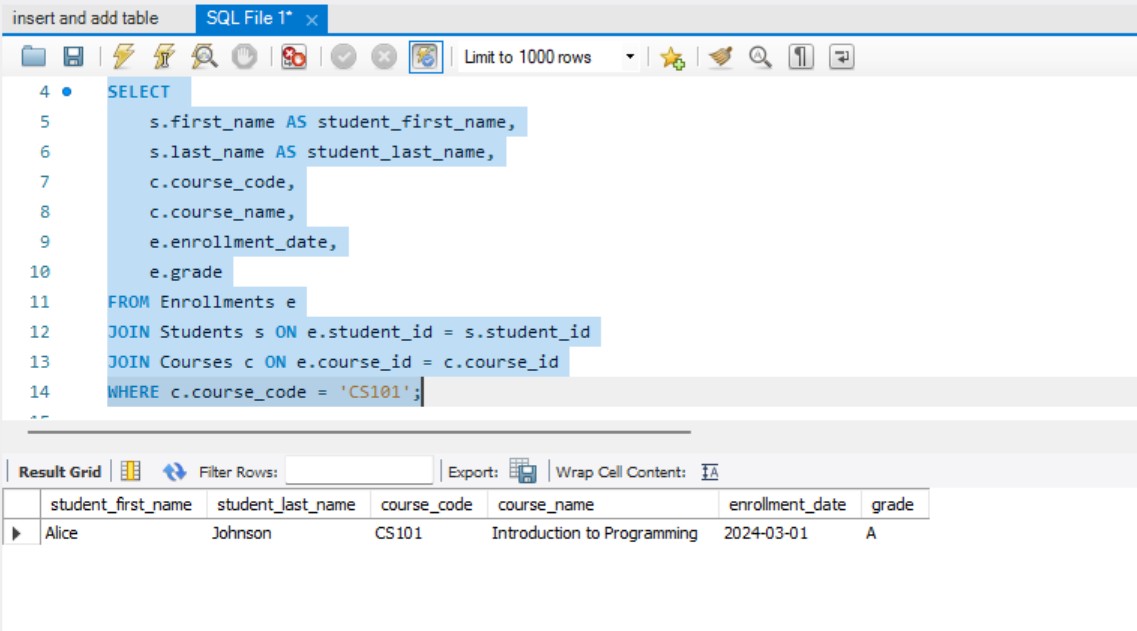 insert and add table SQL File 1* ×
Limit to 1000 rows
4 SELECT
5 s.first_name AS student_first_name,
6 s.last_name AS student_last_name,
7 c.course_code,
8 c.course_name,
9 e.enrollment_date,
10 e.grade
11 FROM Enrollments e
12 JOIN Students s ON e.student_id = s.student_id
13 JOIN Courses c ON e.course_id = c.course_id
14 WHERE c.course_code = 'CS101';
Result Grid Filter Rows: Export: Wrap Cell Content:
student_first_name student_last_name course_code course_name enrollment_date grade
Alice Johnson CS101 Introduction to Programming 2024-03-01 A